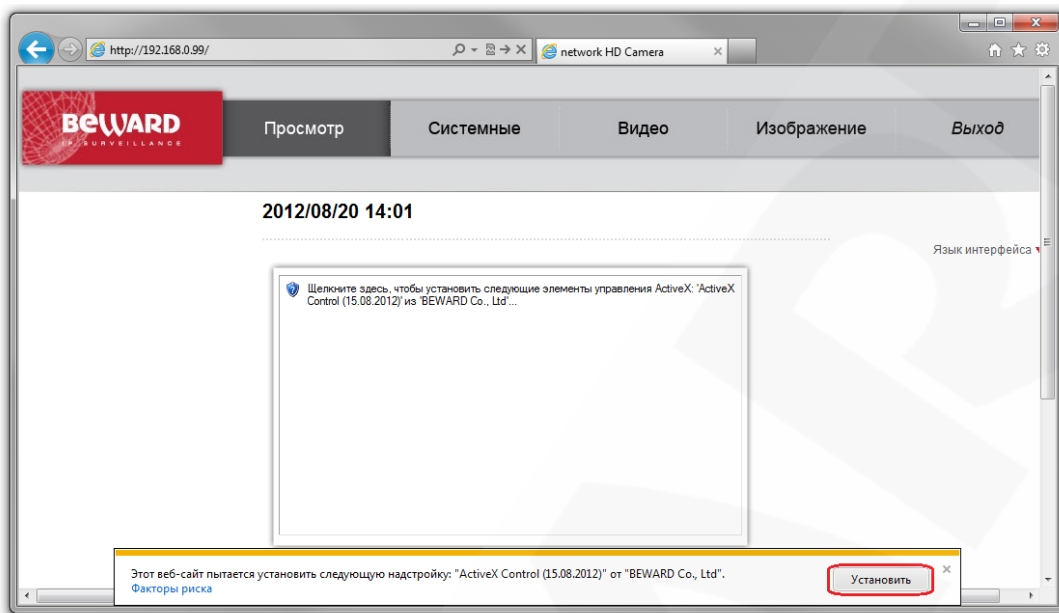 http://192.168.0.99/
network HD Camera
BEWARD
IP SURVEILLANCE
Просмотр
Системные
Видео
Изображение
Выход
2012/08/20 14:01
Язык интерфейса
Щелкните здесь, чтобы установить следующие элементы управления ActiveX: 'ActiveX
Control (15.08.2012)' из 'BEWARD Co., Ltd'...
Этот веб-сайт пытается установить следующую надстройку: "ActiveX Control (15.08.2012)" от "BEWARD Co., Ltd".
Установить
Факторы риска